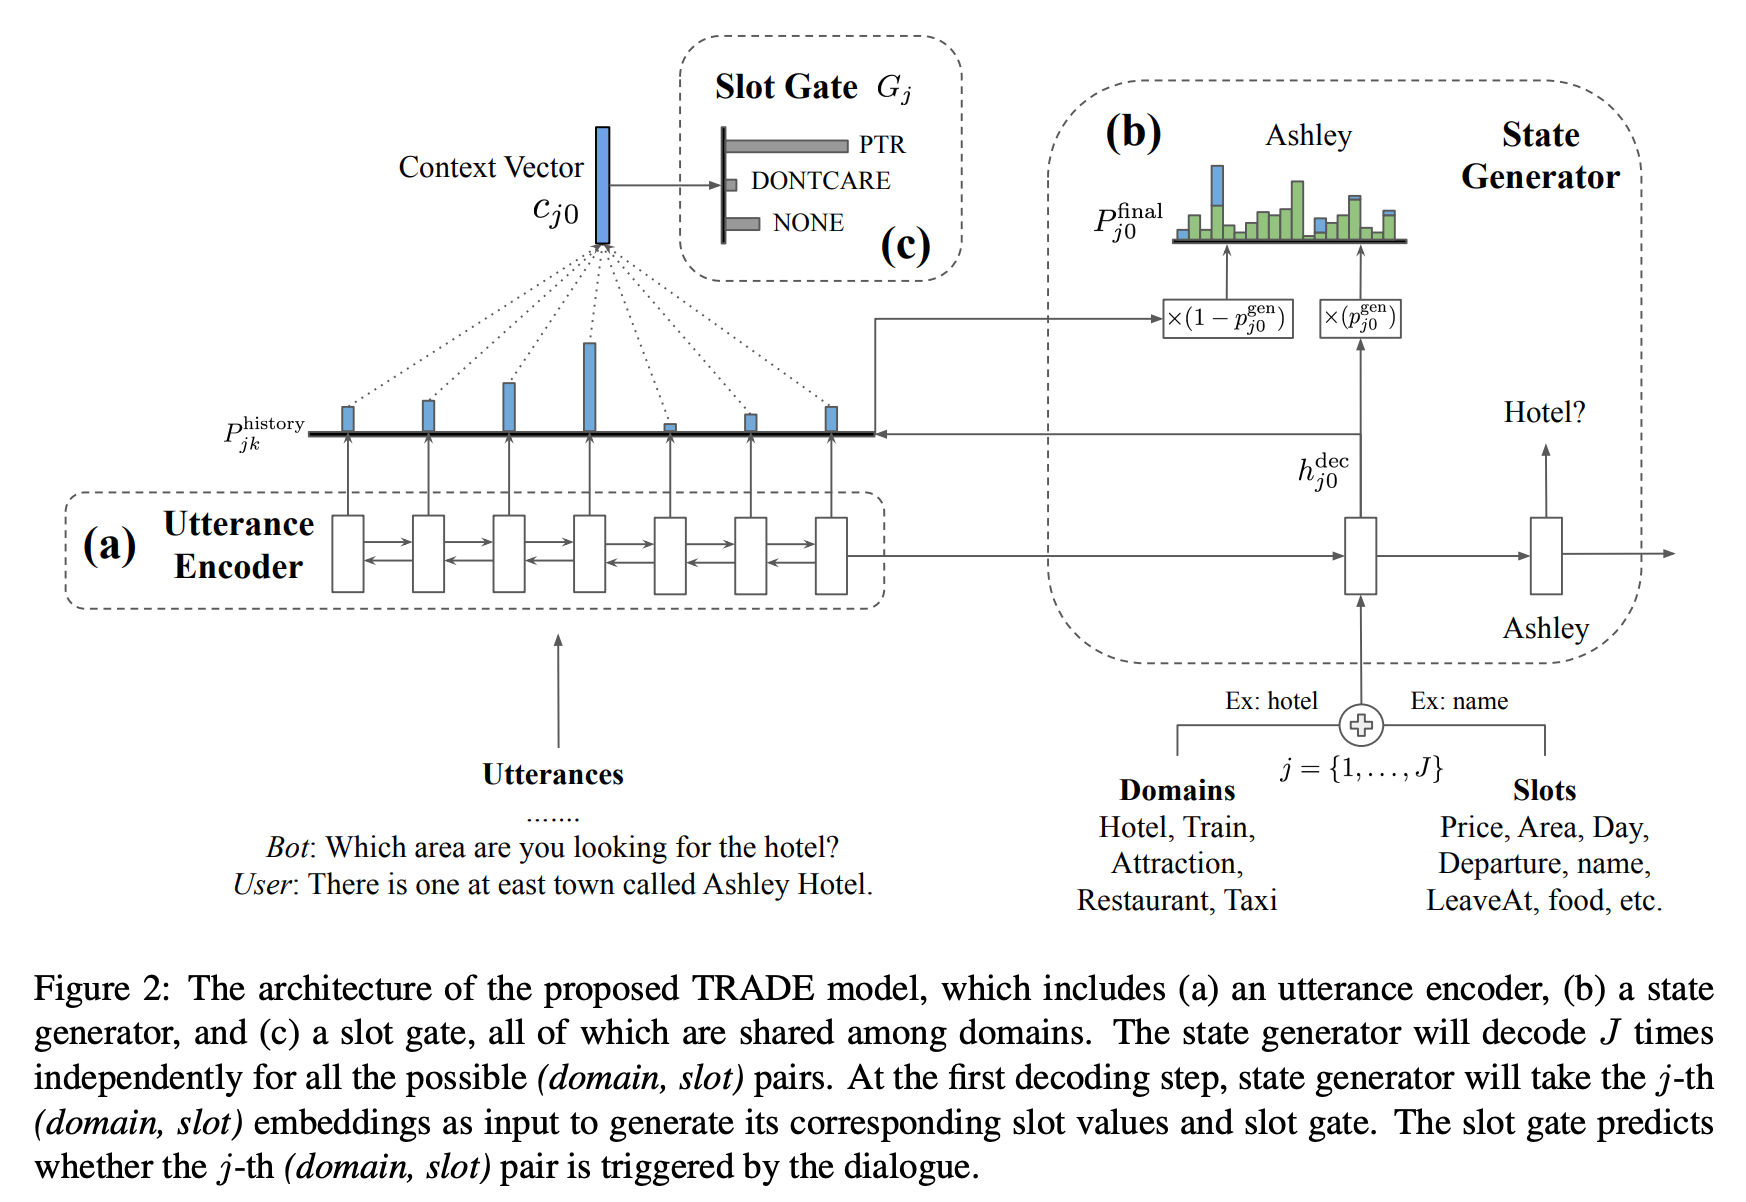 Slot Gate G_j
PTR
DONTCARE
NONE
(c)
Context Vector
c_{j0}
(b)
Ashley
State
Generator
P_{j0}^{final}
×(1 − p_{j0}^{gen})
×(p_{j0}^{gen})
P_{jk}^{history}
Hotel?
h_{j0}^{dec}
(a)
Utterance
Encoder
Ashley
Ex: hotel
Ex: name
j = {1, . . . , J}
Utterances
.......
Bot: Which area are you looking for the hotel?
User: There is one at east town called Ashley Hotel.
Domains
Hotel, Train,
Attraction,
Restaurant, Taxi
Slots
Price, Area, Day,
Departure, name,
LeaveAt, food, etc.
Figure 2: The architecture of the proposed TRADE model, which includes (a) an utterance encoder, (b) a state
generator, and (c) a slot gate, all of which are shared among domains. The state generator will decode J times
independently for all the possible (domain, slot) pairs. At the first decoding step, state generator will take the j-th
(domain, slot) embeddings as input to generate its corresponding slot values and slot gate. The slot gate predicts
whether the j-th (domain, slot) pair is triggered by the dialogue.